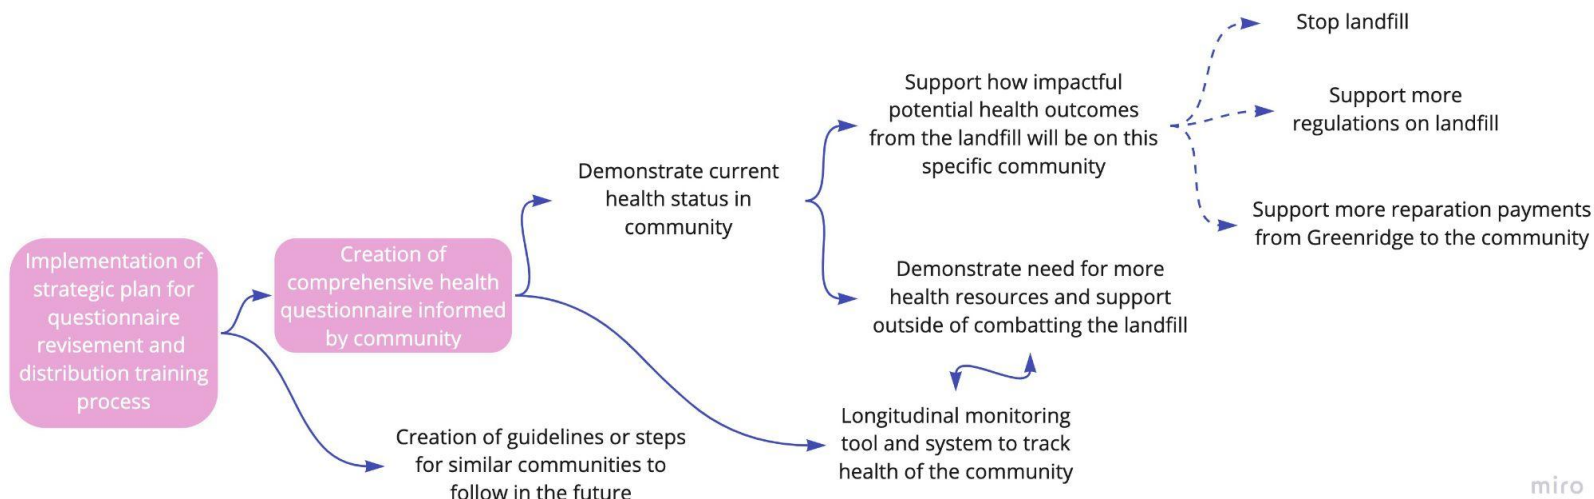 Implementation of
strategic plan for
questionnaire
revisement and
distribution training
process
Creation of
comprehensive health
questionnaire informed
by community
Creation of guidelines or steps
for similar communities to
follow in the future
Demonstrate current
health status in
community
Support how impactful
potential health outcomes
from the landfill will be on this
specific community
Demonstrate need for more
health resources and support
outside of combatting the landfill
Longitudinal monitoring
tool and system to track
health of the community
Stop landfill
Support more
regulations on landfill
Support more reparation payments
from Greenridge to the community
miro